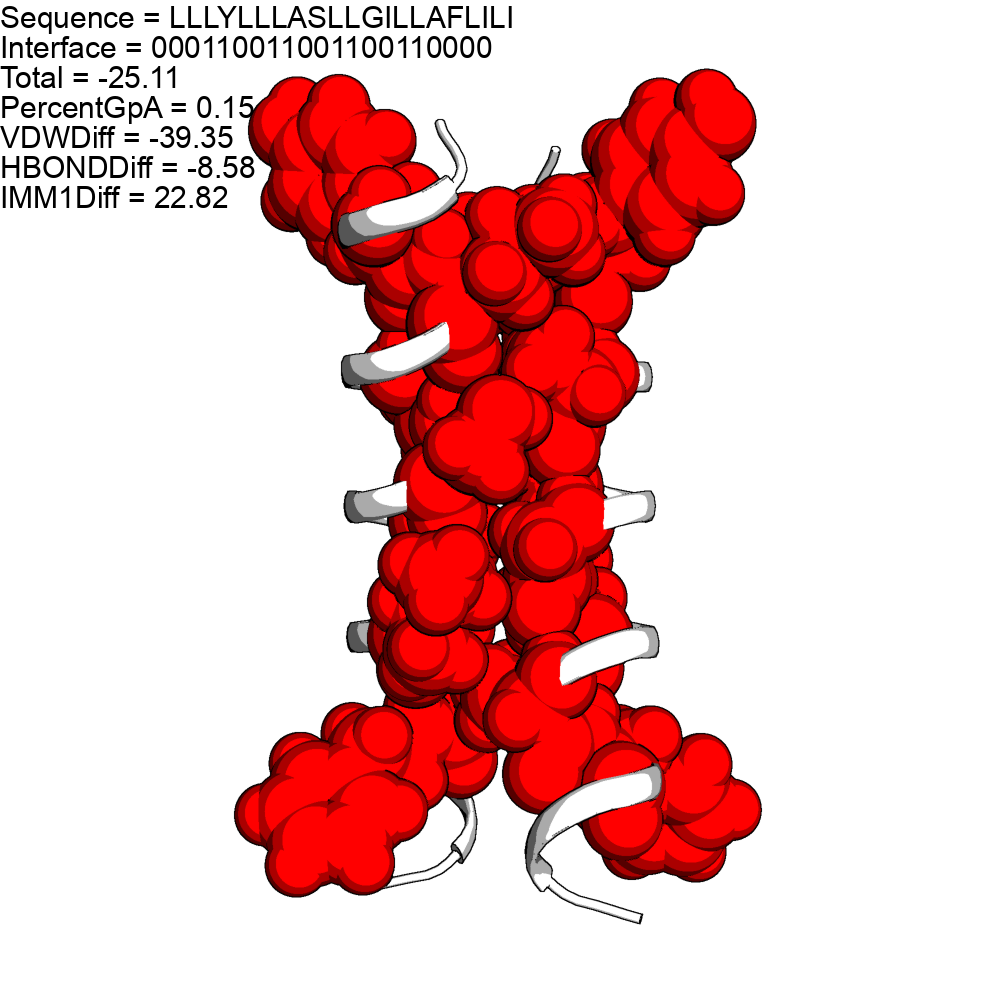 Sequence = LLLYLLLASLLGILLAFLILI
Interface = 000110011001100110000
Total = -25.11
PercentGpA = 0.15
VDWDiff = -39.35
HBONDDiff = -8.58
IMM1Diff = 22.82